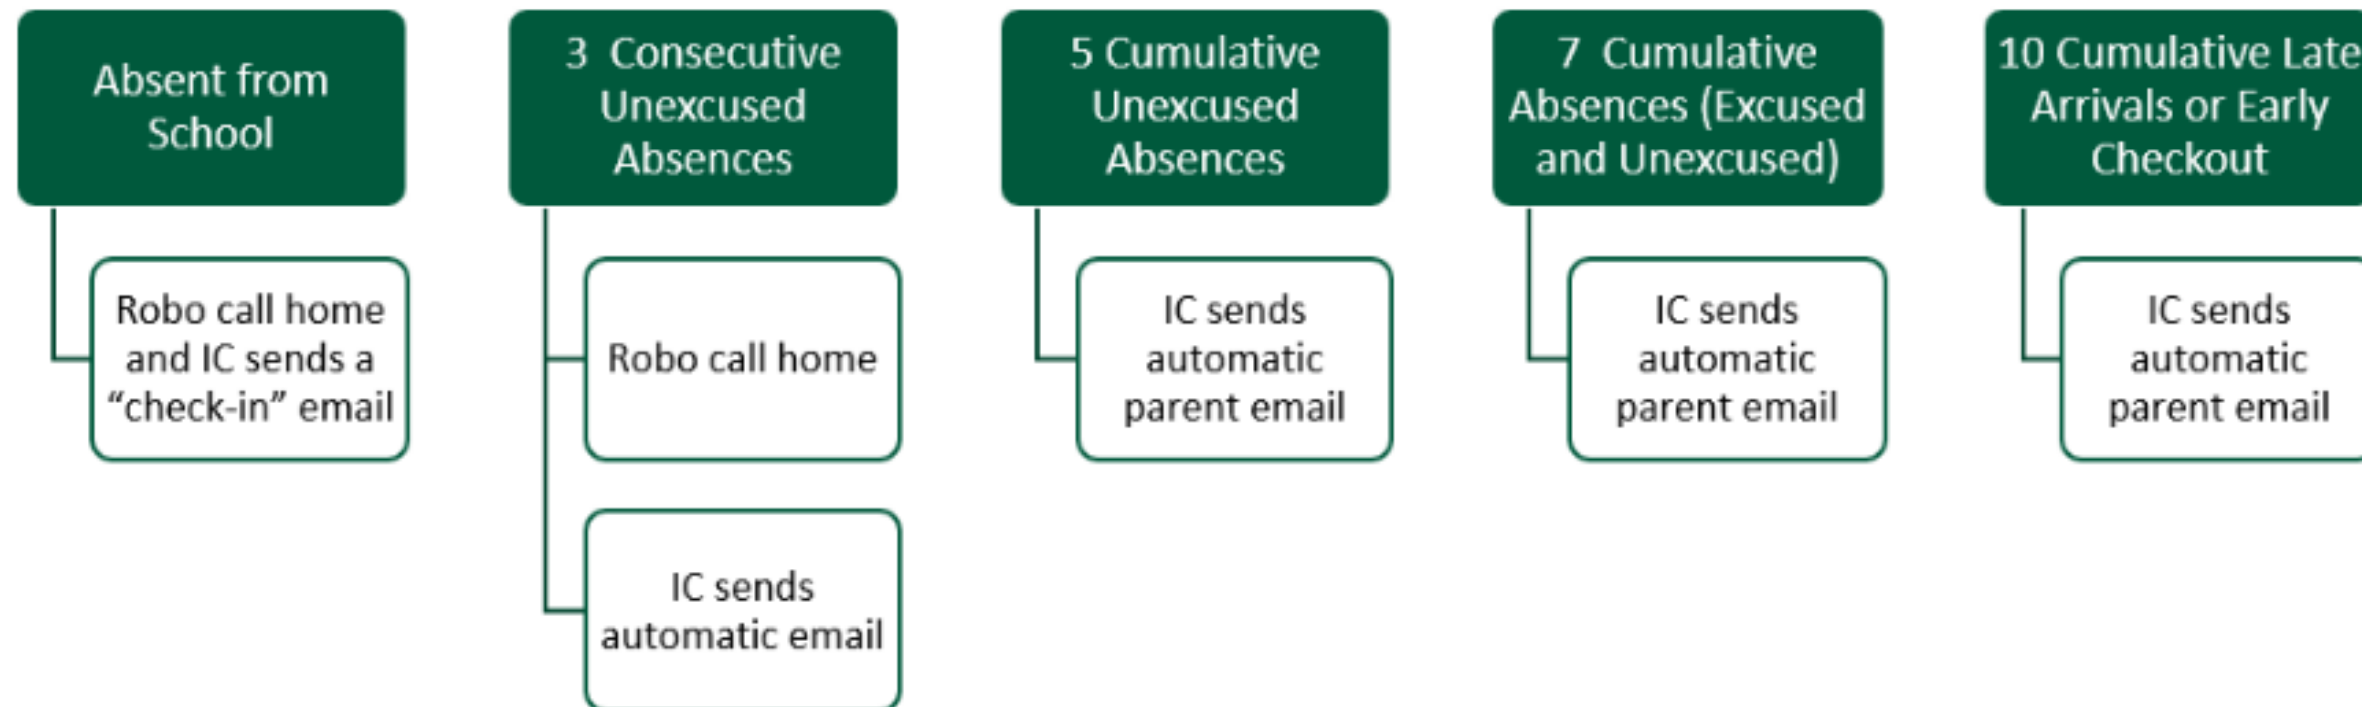 Absent from
School
Robo call home
and IC sends a
“check-in” email
3 Consecutive
Unexcused
Absences
Robo call home
IC sends
automatic email
5 Cumulative
Unexcused
Absences
IC sends
automatic
parent email
7 Cumulative
Absences (Excused
and Unexcused)
IC sends
automatic
parent email
10 Cumulative Late
Arrivals or Early
Checkout
IC sends
automatic
parent email